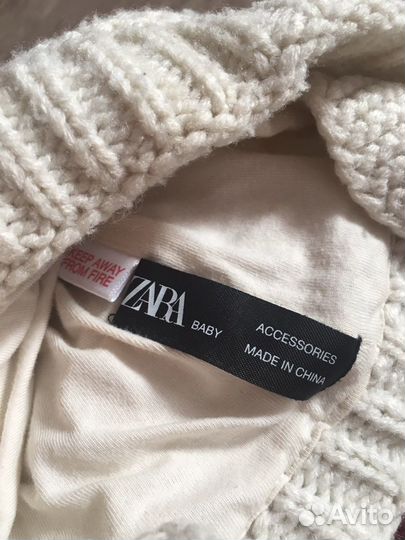 KEEP AWAY
FROM FIRE
ZARA BABY
ACCESSORIES
MADE IN CHINA
Avito